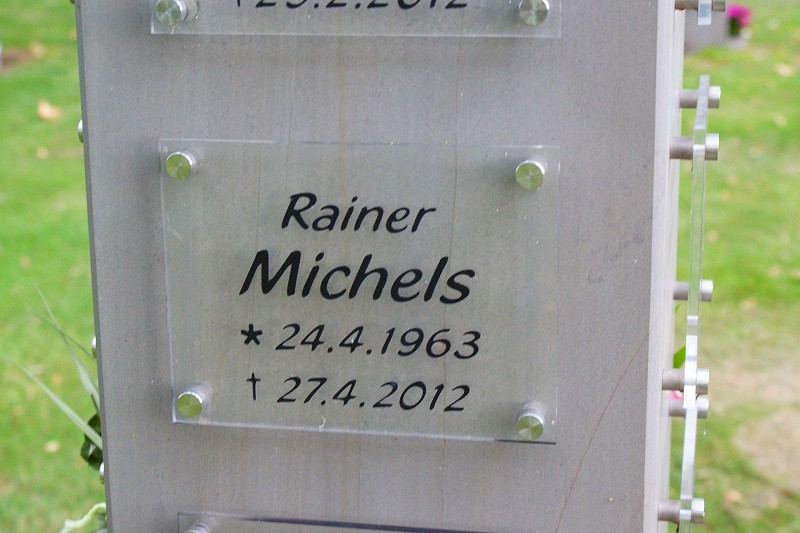 Rainer
Michels
* 24.4.1963
† 27.4.2012